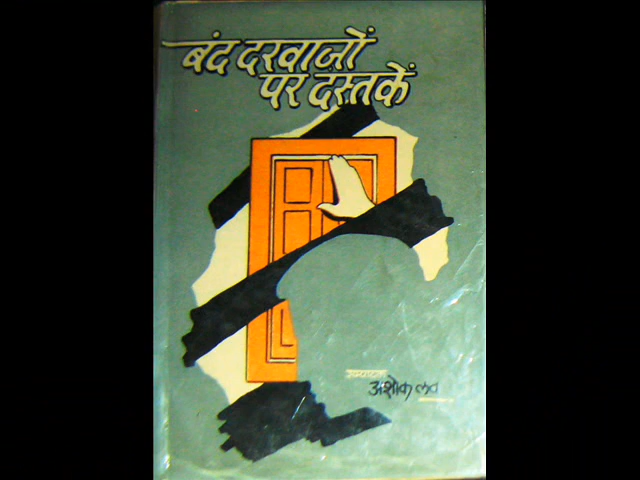 बंद दरवाजों
पर दस्तकें
अशोक लव